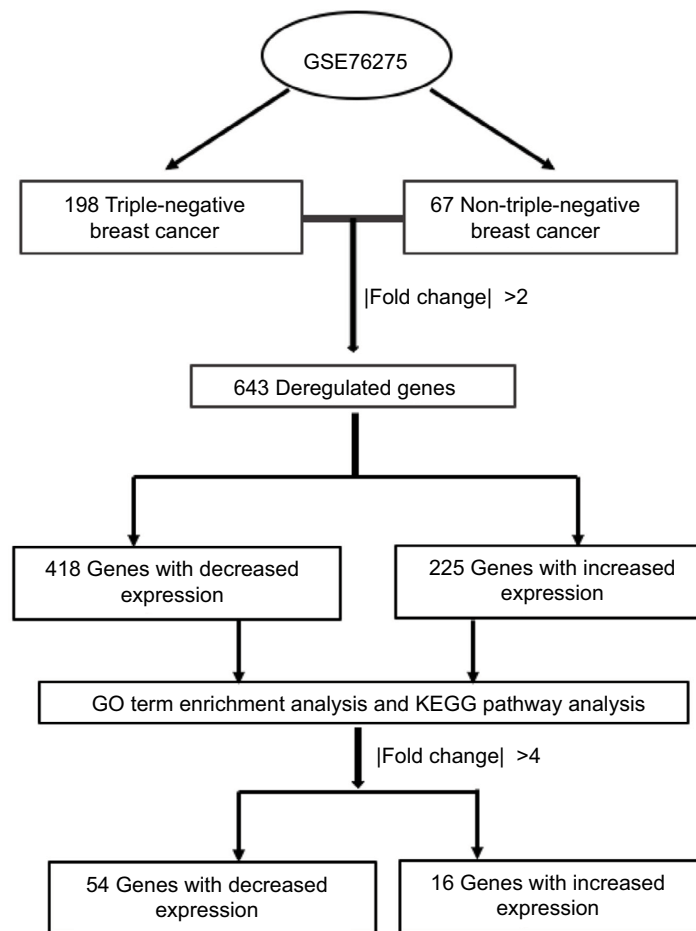 GSE76275
198 Triple-negative
breast cancer
67 Non-triple-negative
breast cancer
|Fold change| >2
643 Deregulated genes
418 Genes with decreased
expression
225 Genes with increased
expression
GO term enrichment analysis and KEGG pathway analysis
|Fold change| >4
54 Genes with decreased
expression
16 Genes with increased
expression